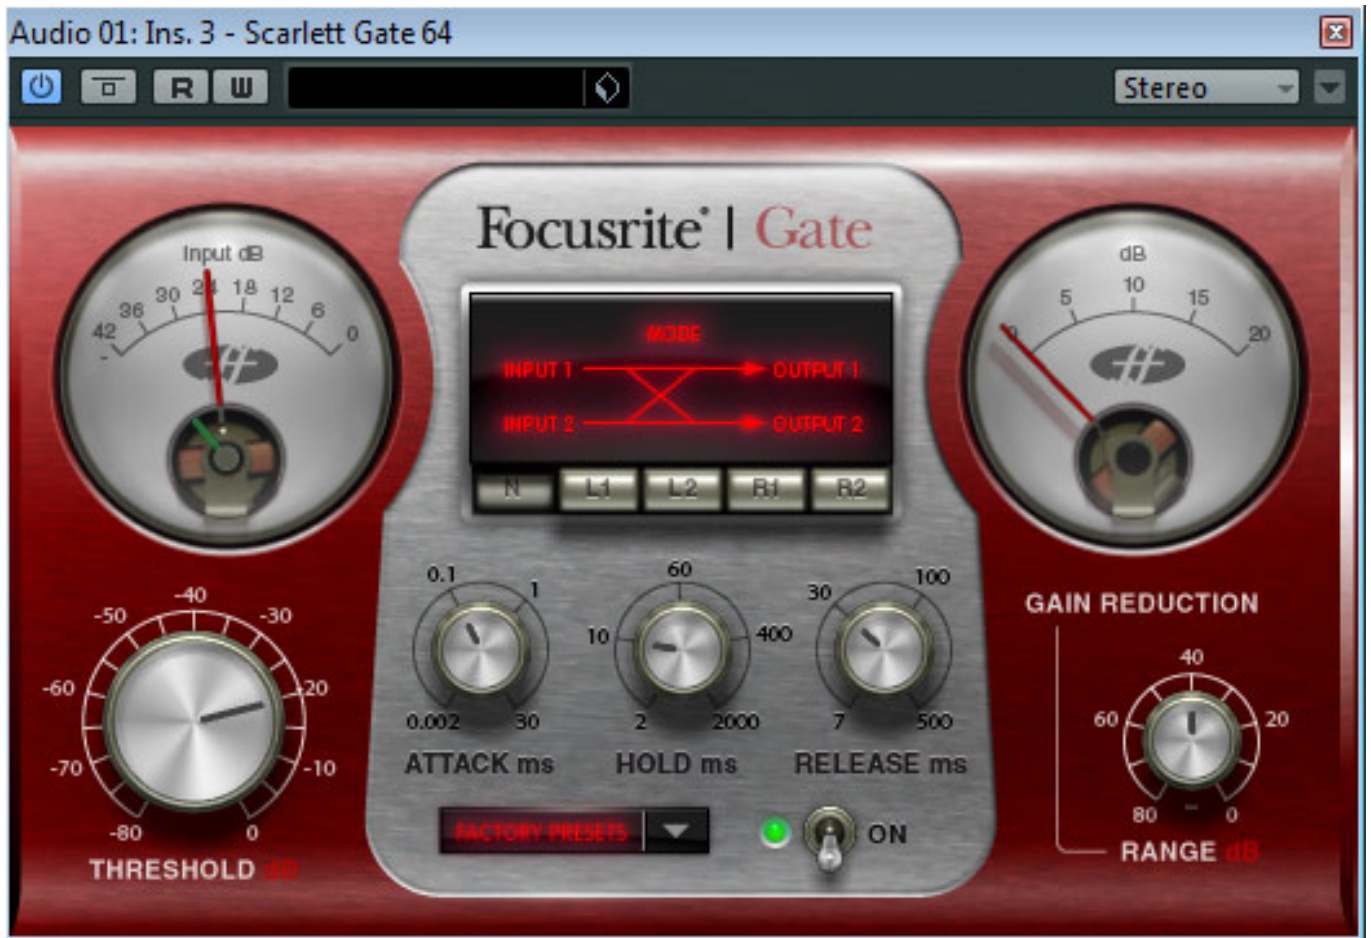 Audio 01: Ins. 3 - Scarlett Gate 64
R W
Stereo
Focusrite | Gate
Input dB
42 36 30 24 18 12 6 0
-
MODE
INPUT 1 OUTPUT 1
INPUT 2 OUTPUT 2
N L1 L2 R1 R2
dB
0 5 10 15 20
-80 -70 -60 -50 -40 -30 -20 -10 0
THRESHOLD dB
0.002 0.1 1 30
ATTACK ms
2 10 60 400 2000
HOLD ms
7 30 100 500
RELEASE ms
FACTORY PRESETS
ON
GAIN REDUCTION
80 60 40 20 0
RANGE dB